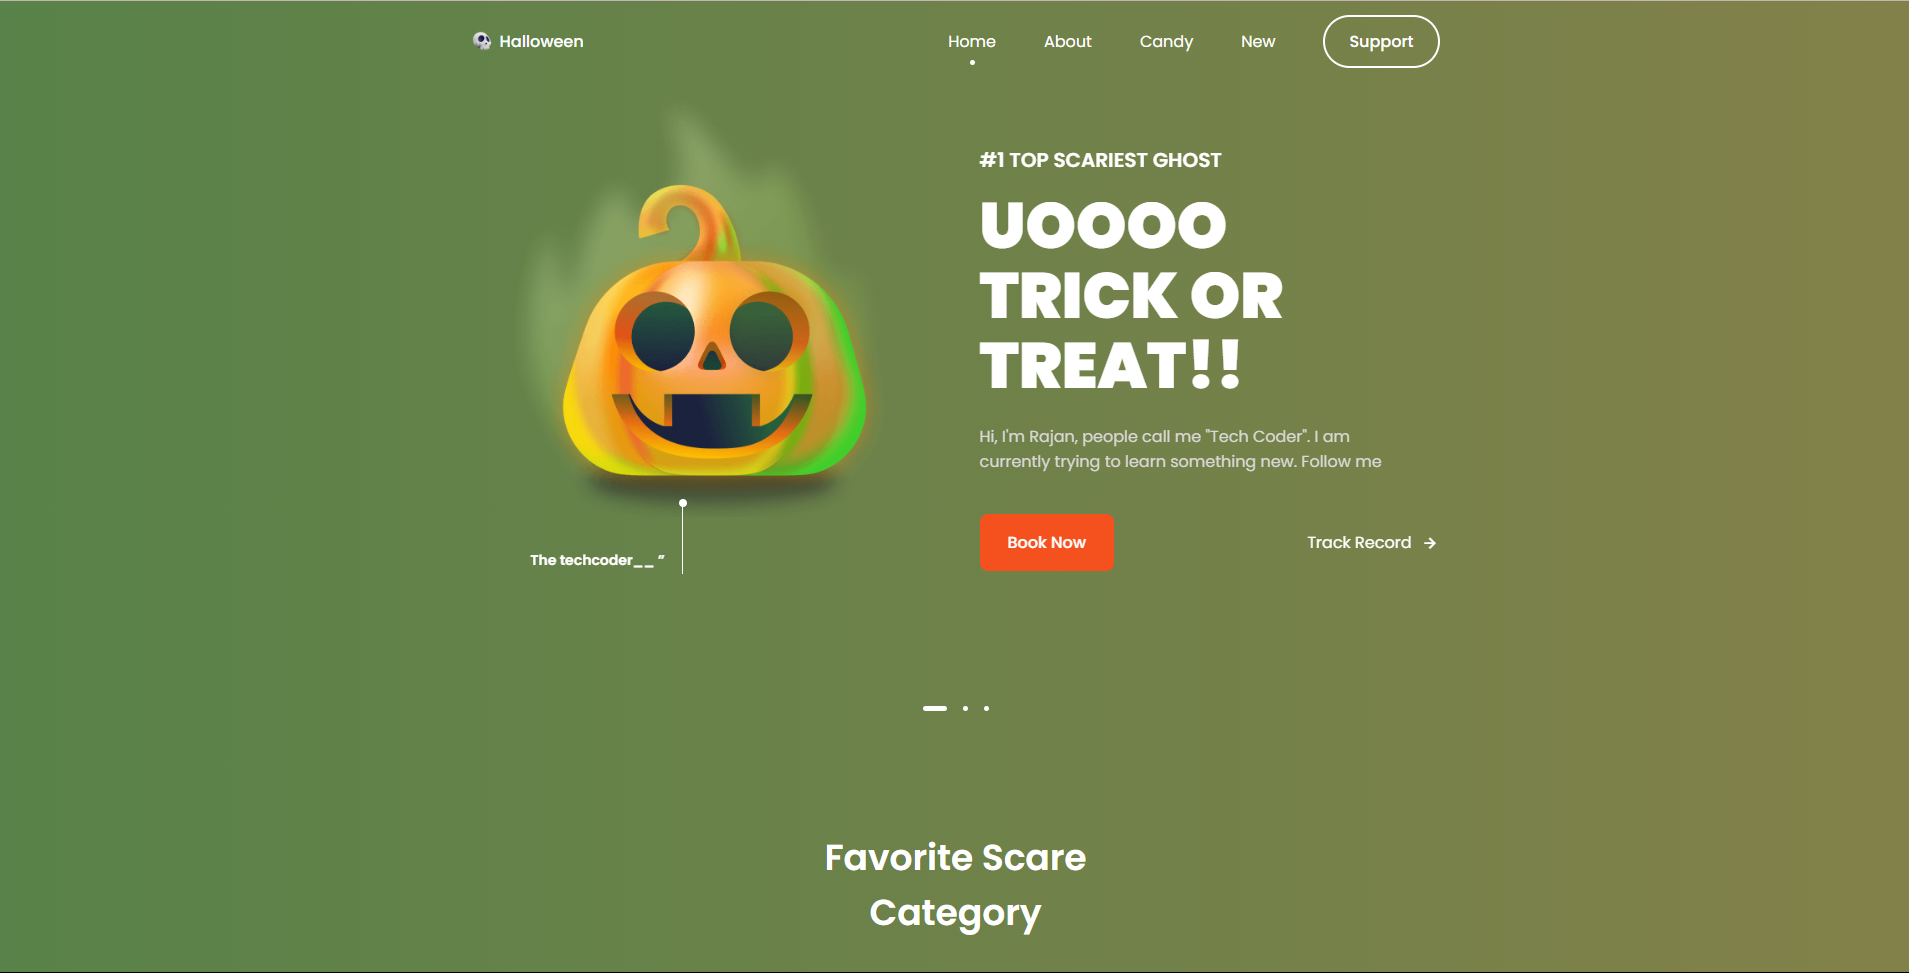 Halloween
Home
About
Candy
New
Support
#1 TOP SCARIEST GHOST
UOOOO
TRICK OR
TREAT!!
Hi, I'm Rajan, people call me "Tech Coder". I am
currently trying to learn something new. Follow me
Book Now
Track Record
The techcoder__ ”
Favorite Scare
Category